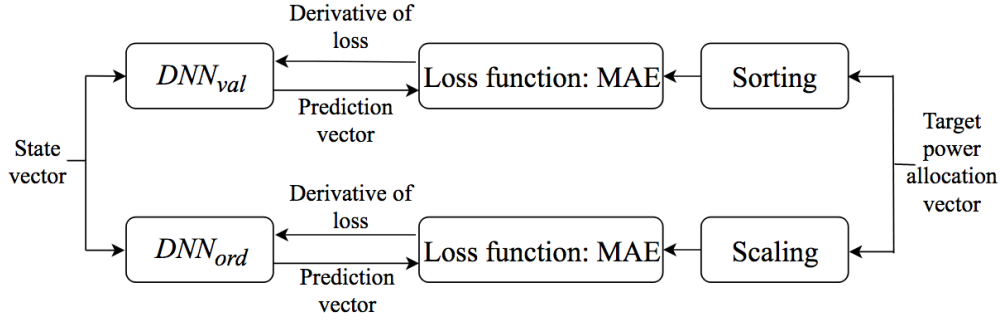 Derivative of
loss
DNN_val
Loss function: MAE
Sorting
Prediction
vector
State
vector
Target
power
allocation
vector
Derivative of
loss
DNN_ord
Loss function: MAE
Scaling
Prediction
vector